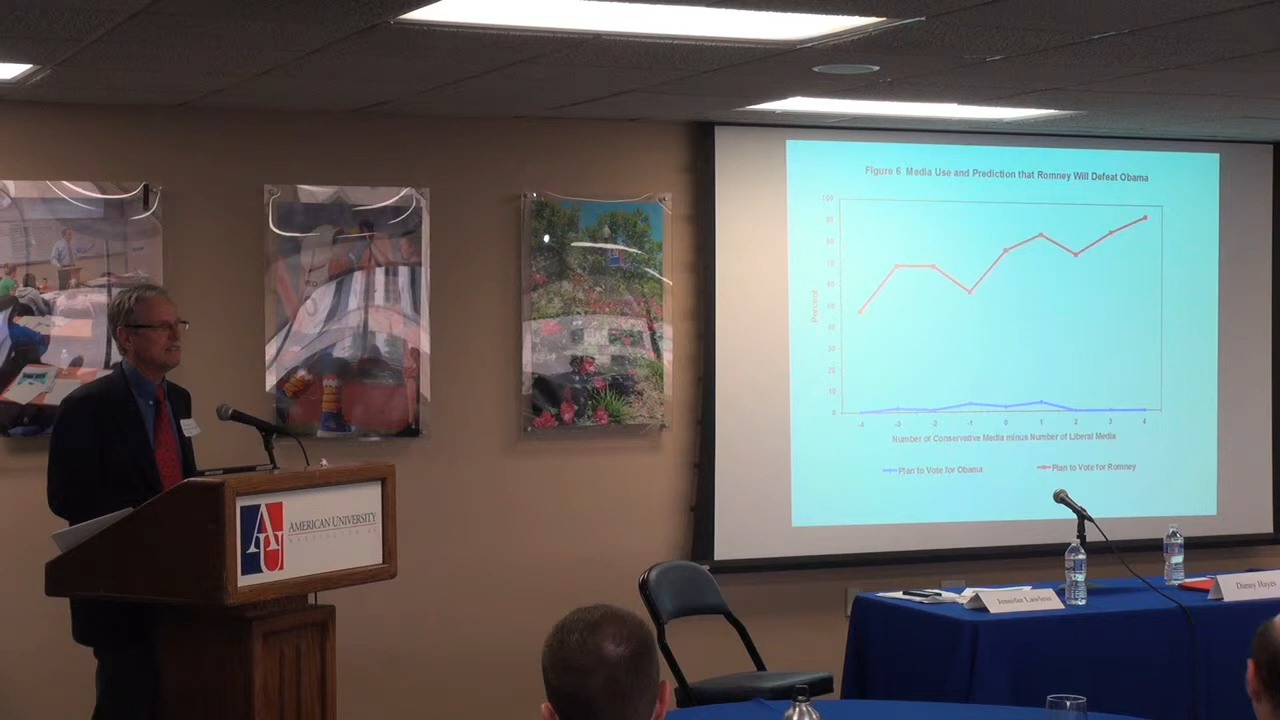 Figure 6 Media Use and Prediction that Romney Will Defeat Obama
100
90
80
70
60
50
40
30
20
10
0
Percent
-4 -3 -2 -1 0 1 2 3 4
Number of Conservative Media minus Number of Liberal Media
Plan to Vote for Obama Plan to Vote for Romney
AU
AMERICAN UNIVERSITY
WASHINGTON DC
Jennifer Lawless
Danny Hayes